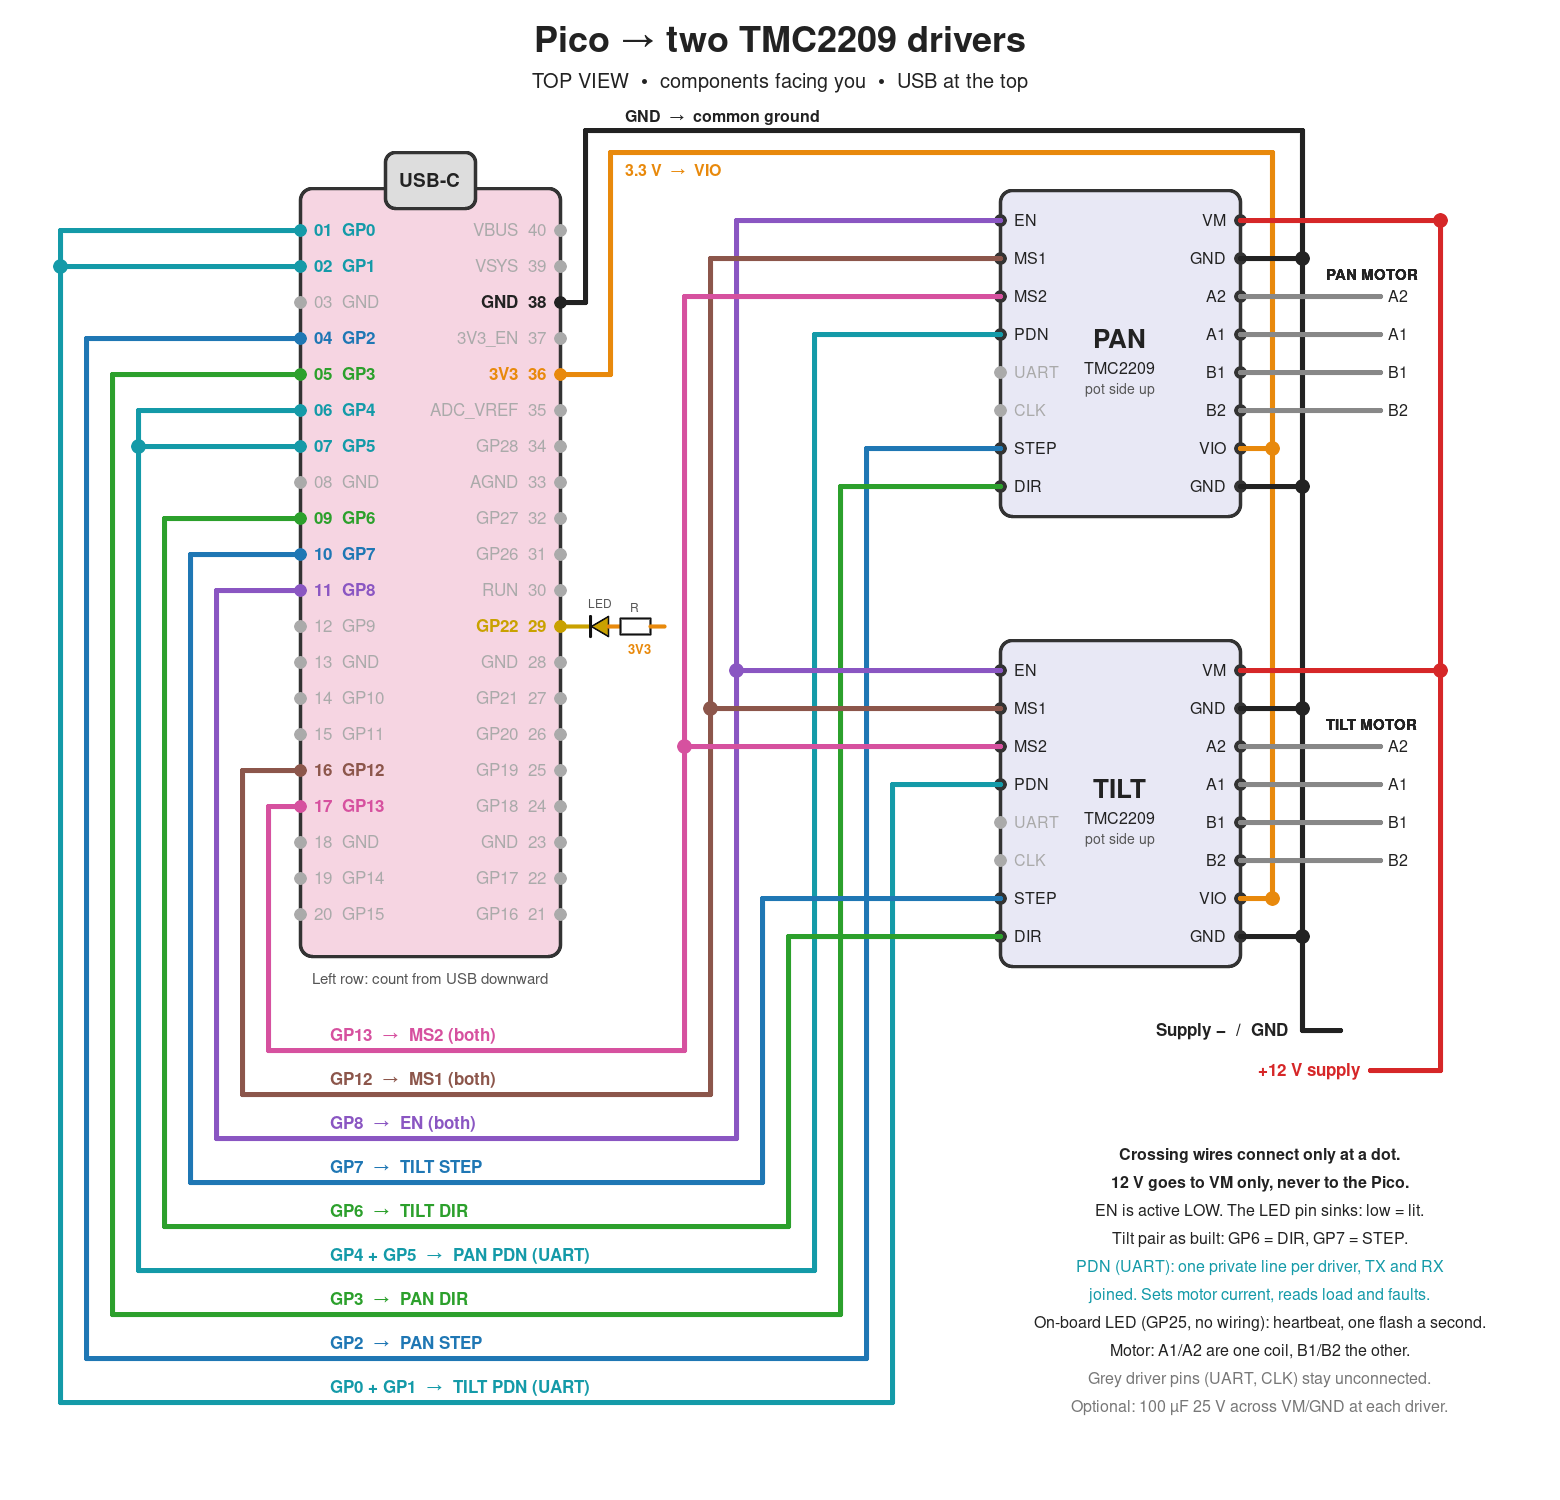 Pico → two TMC2209 drivers
TOP VIEW • components facing you • USB at the top
GND → common ground
3.3 V → VIO
USB-C
01 GP0
02 GP1
03 GND
04 GP2
05 GP3
06 GP4
07 GP5
08 GND
09 GP6
10 GP7
11 GP8
12 GP9
13 GND
14 GP10
15 GP11
16 GP12
17 GP13
18 GND
19 GP14
20 GP15
VBUS 40
VSYS 39
GND 38
3V3_EN 37
3V3 36
ADC_VREF 35
GP28 34
AGND 33
GP27 32
GP26 31
RUN 30
GP22 29
GND 28
GP21 27
GP20 26
GP19 25
GP18 24
GND 23
GP17 22
GP16 21
LED
R
3V3
Left row: count from USB downward
EN
MS1
MS2
PDN
UART
CLK
STEP
DIR
PAN
TMC2209
pot side up
VM
GND
A2
A1
B1
B2
VIO
GND
PAN MOTOR
A2
A1
B1
B2
EN
MS1
MS2
PDN
UART
CLK
STEP
DIR
TILT
TMC2209
pot side up
VM
GND
A2
A1
B1
B2
VIO
GND
TILT MOTOR
A2
A1
B1
B2
Supply – / GND
+12 V supply
GP13 → MS2 (both)
GP12 → MS1 (both)
GP8 → EN (both)
GP7 → TILT STEP
GP6 → TILT DIR
GP4 + GP5 → PAN PDN (UART)
GP3 → PAN DIR
GP2 → PAN STEP
GP0 + GP1 → TILT PDN (UART)
Crossing wires connect only at a dot.
12 V goes to VM only, never to the Pico.
EN is active LOW. The LED pin sinks: low = lit.
Tilt pair as built: GP6 = DIR, GP7 = STEP.
PDN (UART): one private line per driver, TX and RX
joined. Sets motor current, reads load and faults.
On-board LED (GP25, no wiring): heartbeat, one flash a second.
Motor: A1/A2 are one coil, B1/B2 the other.
Grey driver pins (UART, CLK) stay unconnected.
Optional: 100 µF 25 V across VM/GND at each driver.